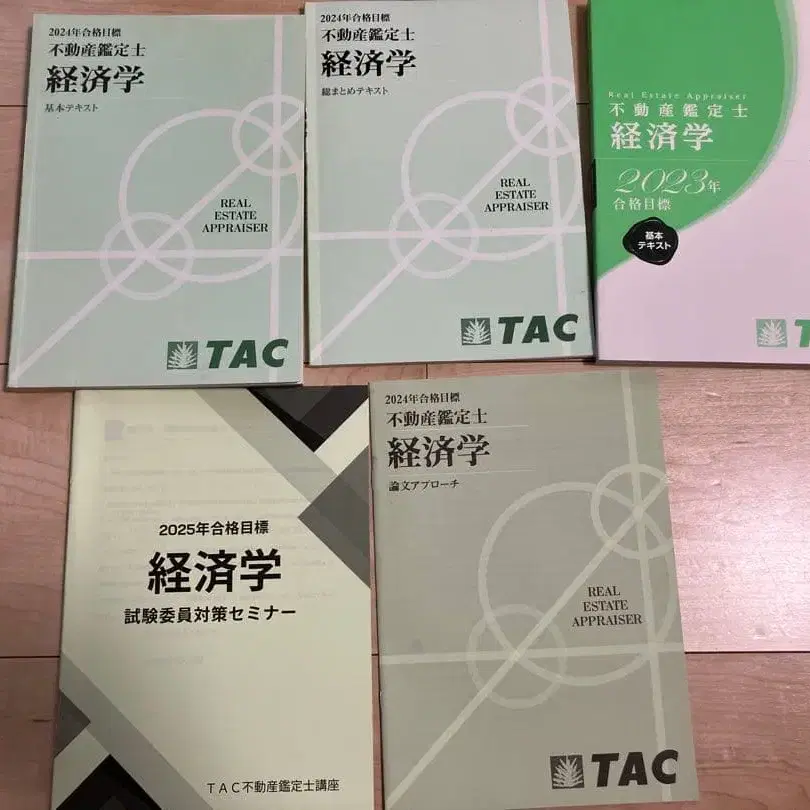 2024年合格目標
不動産鑑定士
経済学
基本テキスト
REAL
ESTATE
APPRAISER
TAC
2024年合格目標
不動産鑑定士
経済学
総まとめテキスト
REAL
ESTATE
APPRAISER
TAC
Real Estate Appraiser
不動産鑑定士
経済学
2023年
合格目標
基本
テキスト
T
2025年合格目標
経済学
試験委員対策セミナー
TAC不動産鑑定士講座
2024年合格目標
不動産鑑定士
経済学
論文アプローチ
REAL
ESTATE
APPRAISER
TAC